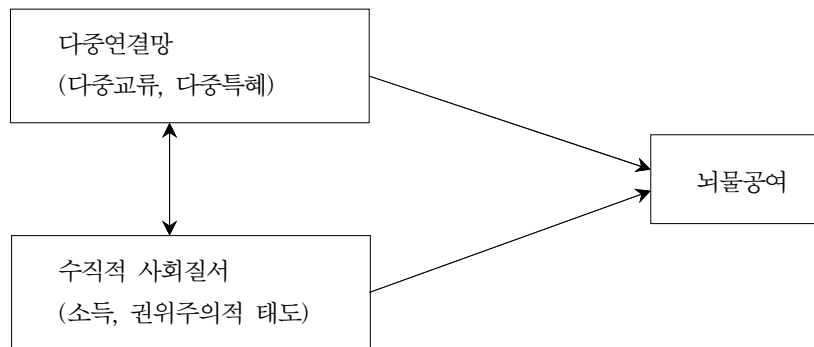 다중연결망
(다중교류, 다중특혜)
뇌물공여
수직적 사회질서
(소득, 권위주의적 태도)